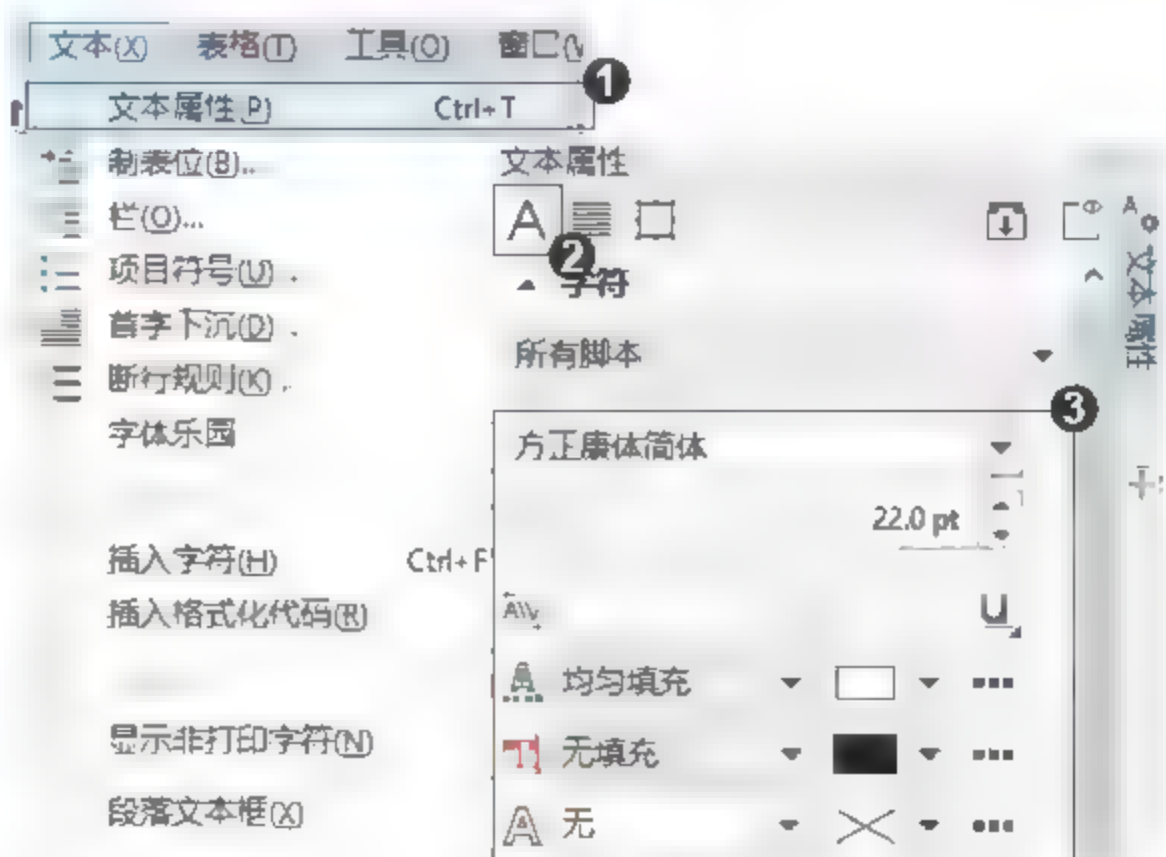 文本(X) 表格(T) 工具(O) 窗口(
1
文本属性(P) Ctrl+T
制表位(B)...
栏(O)...
项目符号(U)...
首字下沉(D)...
断行规则(K)...
字体乐园
插入字符(H) Ctrl+F
插入格式化代码(R)
显示非打印字符(N)
段落文本框(X)
文本属性
A
2
字符
所有脚本
3
方正康体简体
22.0 pt
U
均匀填充
无填充
无
文本属性